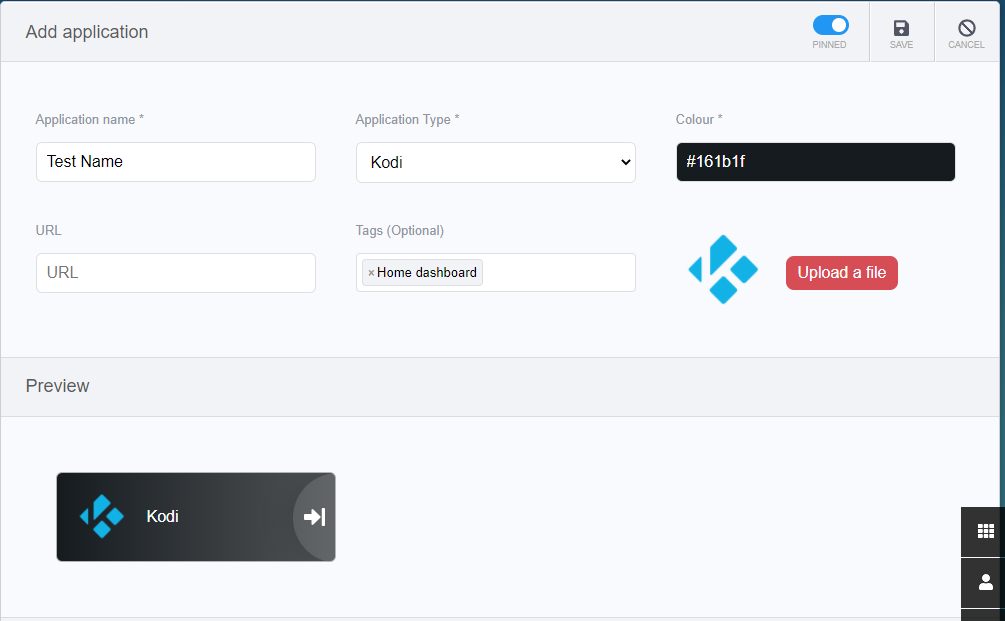 Add application
PINNED
SAVE
CANCEL
Application name *
Application Type *
Colour *
Test Name
Kodi
#161b1f
URL
Tags (Optional)
URL
×Home dashboard
Upload a file
Preview
Kodi